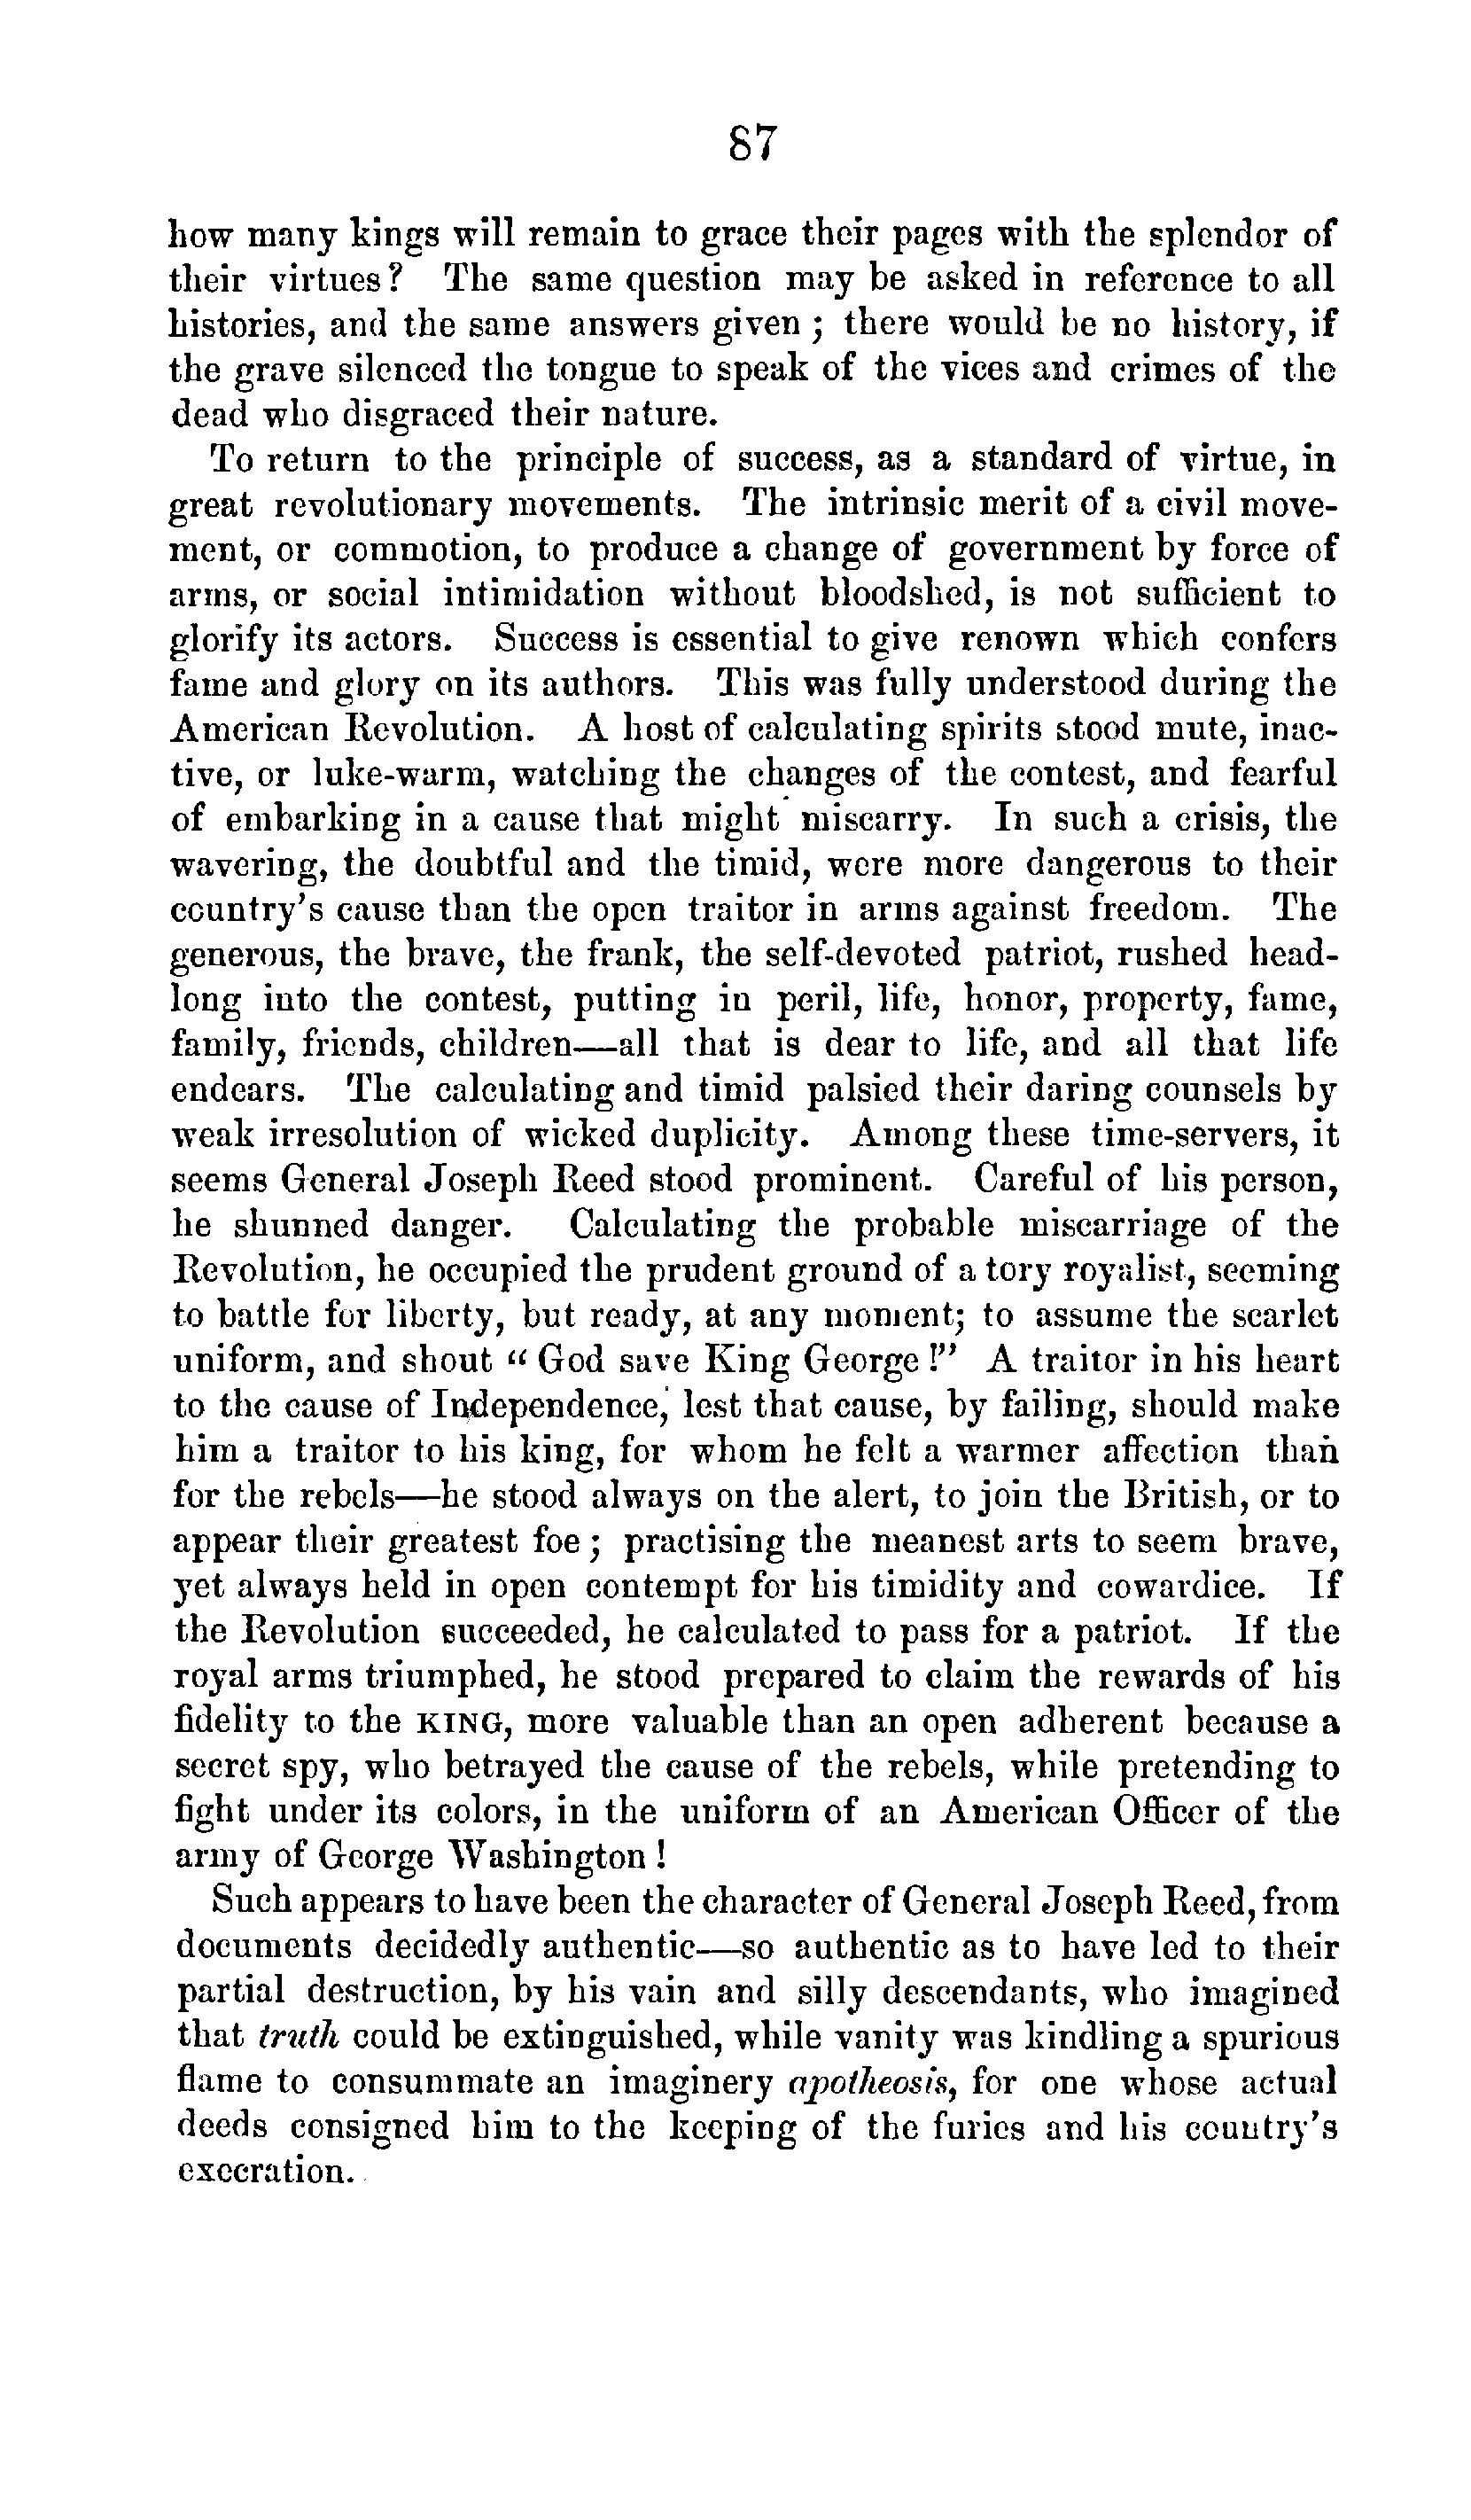 87
how many kings will remain to grace their pages with the splendor of
their virtues? The same question may be asked in reference to all
histories, and the same answers given; there would be no history, if
the grave silenced the tongue to speak of the vices and crimes of the
dead who disgraced their nature.
To return to the principle of success, as a standard of virtue, in
great revolutionary movements. The intrinsic merit of a civil move-
ment, or commotion, to produce a change of government by force of
arms, or social intimidation without bloodshed, is not sufficient to
glorify its actors. Success is essential to give renown which confers
fame and glory on its authors. This was fully understood during the
American Revolution. A host of calculating spirits stood mute, inac-
tive, or luke-warm, watching the changes of the contest, and fearful
of embarking in a cause that might miscarry. In such a crisis, the
wavering, the doubtful and the timid, were more dangerous to their
country's cause than the open traitor in arms against freedom. The
generous, the brave, the frank, the self-devoted patriot, rushed head-
long into the contest, putting in peril, life, honor, property, fame,
family, friends, children—all that is dear to life, and all that life
endears. The calculating and timid palsied their daring counsels by
weak irresolution of wicked duplicity. Among these time-servers, it
seems General Joseph Reed stood prominent. Careful of his person,
he shunned danger. Calculating the probable miscarriage of the
Revolution, he occupied the prudent ground of a tory royalist, seeming
to battle for liberty, but ready, at any moment; to assume the scarlet
uniform, and shout "God save King George!" A traitor in his heart
to the cause of Independence, lest that cause, by failing, should make
him a traitor to his king, for whom he felt a warmer affection than
for the rebels—he stood always on the alert, to join the British, or to
appear their greatest foe; practising the meanest arts to seem brave,
yet always held in open contempt for his timidity and cowardice. If
the Revolution succeeded, he calculated to pass for a patriot. If the
royal arms triumphed, he stood prepared to claim the rewards of his
fidelity to the KING, more valuable than an open adherent because a
secret spy, who betrayed the cause of the rebels, while pretending to
fight under its colors, in the uniform of an American Officer of the
army of George Washington!
Such appears to have been the character of General Joseph Reed, from
documents decidedly authentic—so authentic as to have led to their
partial destruction, by his vain and silly descendants, who imagined
that truth could be extinguished, while vanity was kindling a spurious
flame to consummate an imaginery apotheosis, for one whose actual
deeds consigned him to the keeping of the furies and his country's
execration.